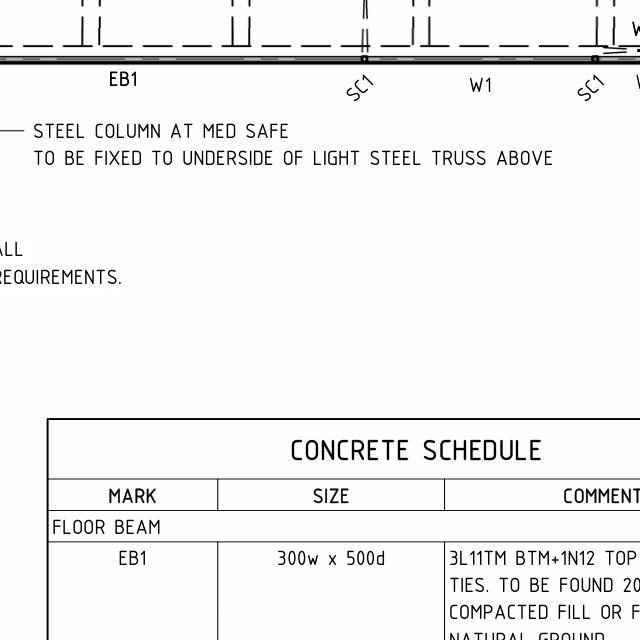 EB1
SC1
W1
SC1
STEEL COLUMN AT MED SAFE
TO BE FIXED TO UNDERSIDE OF LIGHT STEEL TRUSS ABOVE
REQUIREMENTS.
CONCRETE SCHEDULE
MARK SIZE COMMENT
FLOOR BEAM
EB1 300w x 500d 3L11TM BTM+1N12 TOP
TIES. TO BE FOUND 20
COMPACTED FILL OR F
NATURAL GROUND